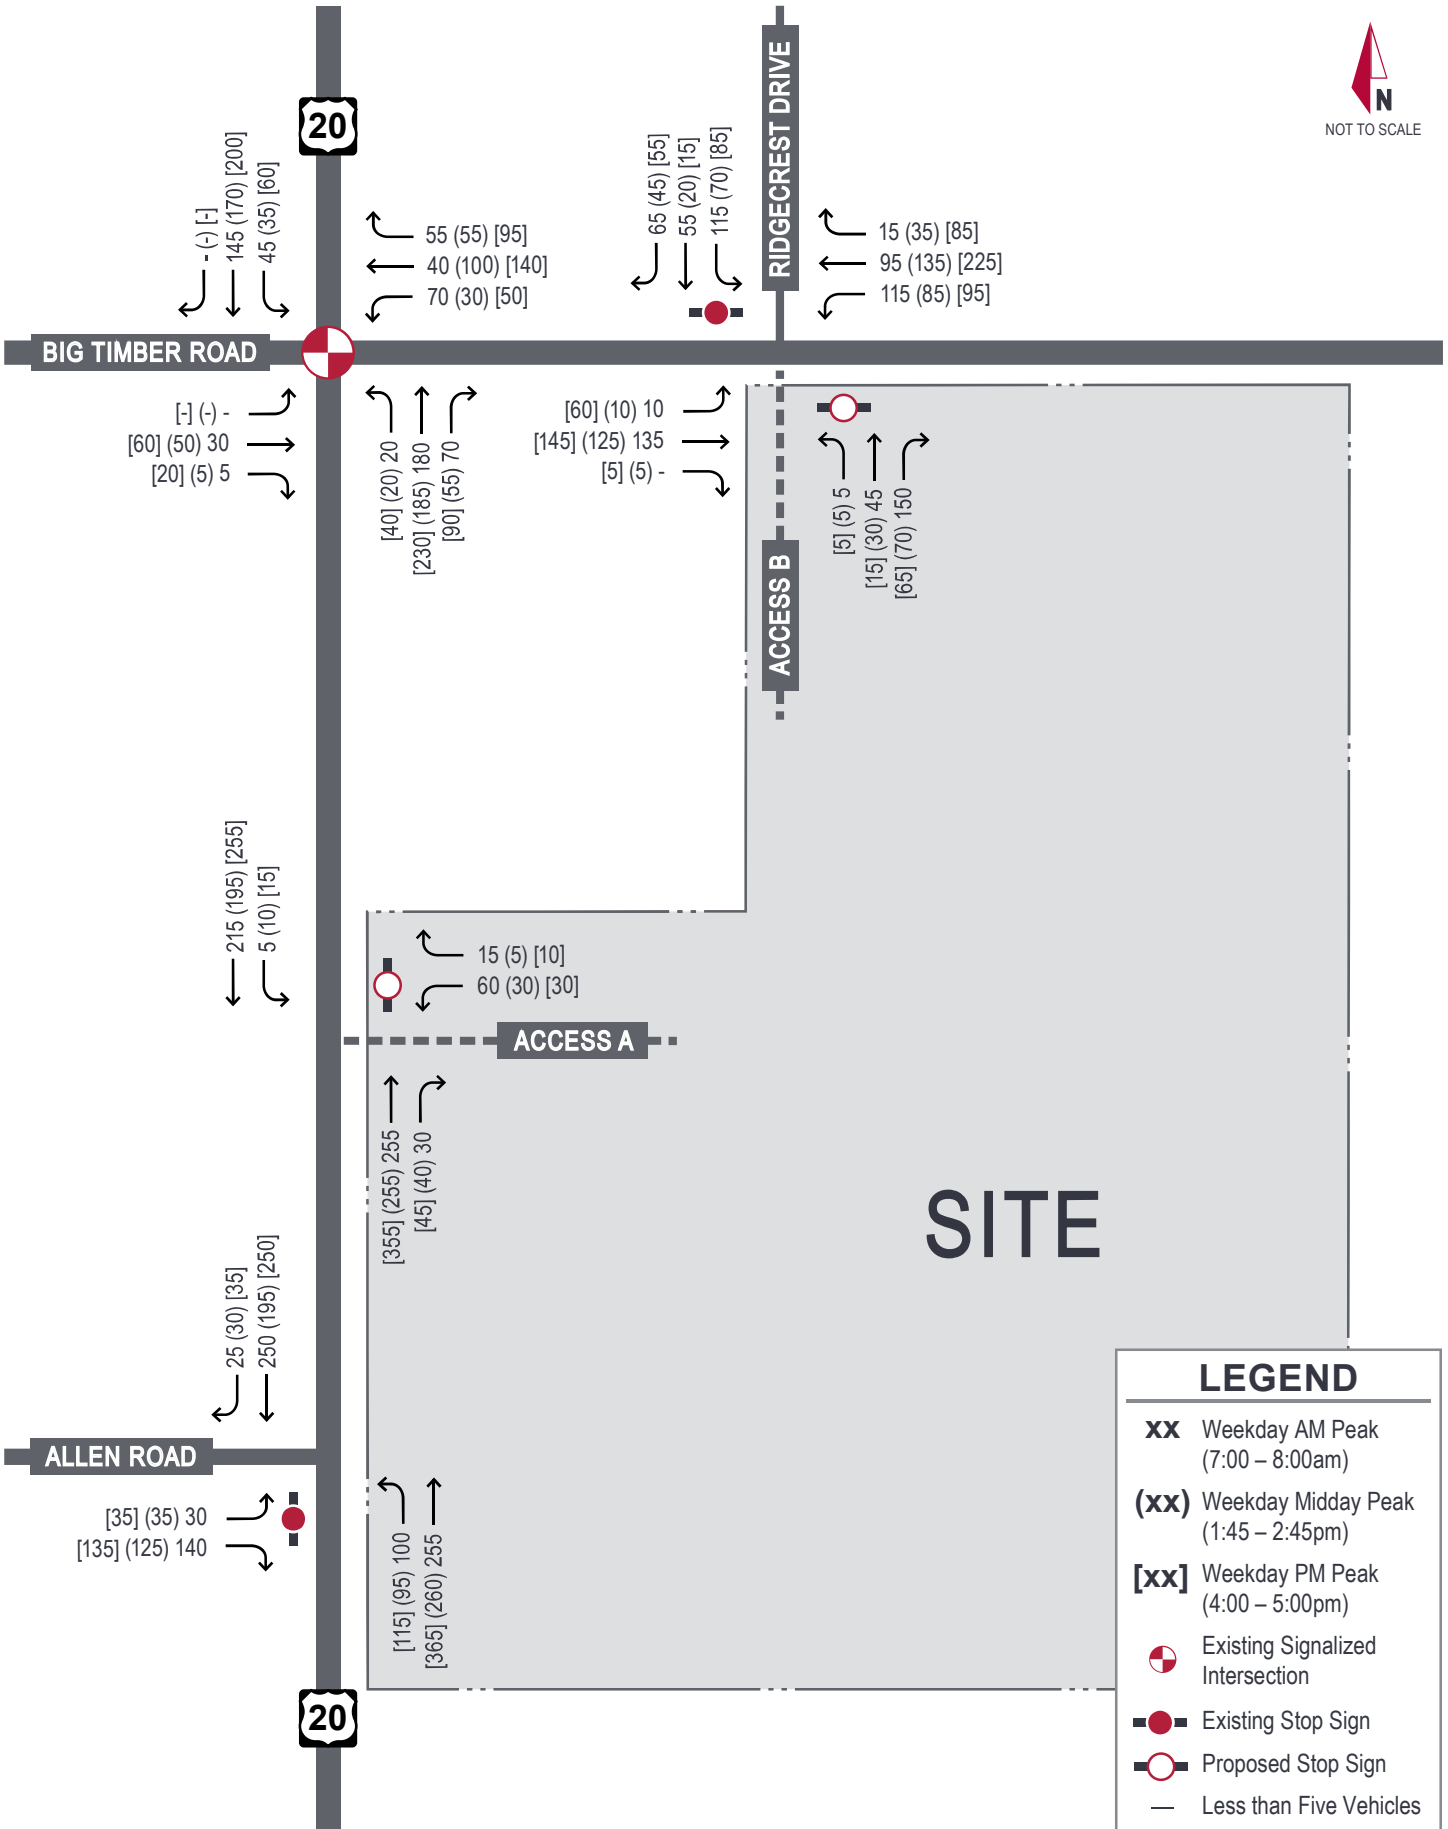 20
- (-) [-]
145 (170) [200]
45 (35) [60]
55 (55) [95]
40 (100) [140]
70 (30) [50]
65 (45) [55]
55 (20) [15]
115 (70) [85]
RIDGECREST DRIVE
15 (35) [85]
95 (135) [225]
115 (85) [95]
N
NOT TO SCALE
BIG TIMBER ROAD
[-] (-) -
[60] (50) 30
[20] (5) 5
[40] (20) 20
[230] (185) 180
[90] (55) 70
[60] (10) 10
[145] (125) 135
[5] (5) -
[5] (5) 5
[15] (30) 45
[65] (70) 150
ACCESS B
215 (195) [255]
5 (10) [15]
15 (5) [10]
60 (30) [30]
ACCESS A
[355] (255) 255
[45] (40) 30
SITE
25 (30) [35]
250 (195) [250]
ALLEN ROAD
[35] (35) 30
[135] (125) 140
[115] (95) 100
[365] (260) 255
20
LEGEND
XX Weekday AM Peak
(7:00 – 8:00am)
(XX) Weekday Midday Peak
(1:45 – 2:45pm)
[XX] Weekday PM Peak
(4:00 – 5:00pm)
Existing Signalized
Intersection
Existing Stop Sign
Proposed Stop Sign
— Less than Five Vehicles